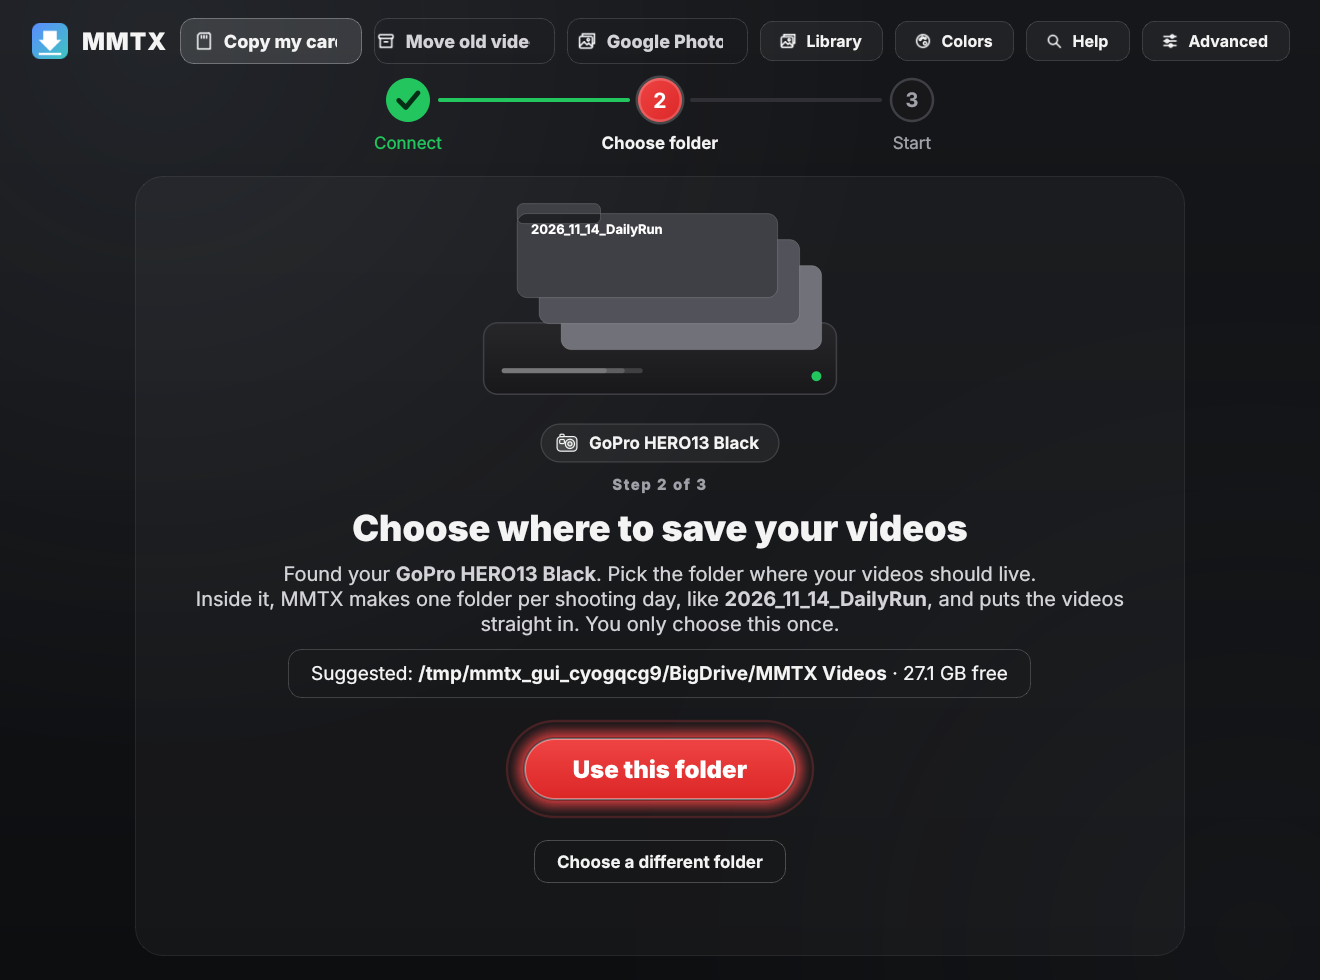 MMTX
Copy my car
Move old vide
Google Photo
Library
Colors
Help
Advanced
2
3
Connect
Choose folder
Start
2026_11_14_DailyRun
GoPro HERO13 Black
Step 2 of 3
Choose where to save your videos
Found your GoPro HERO13 Black. Pick the folder where your videos should live.
Inside it, MMTX makes one folder per shooting day, like 2026_11_14_DailyRun, and puts the videos
straight in. You only choose this once.
Suggested: /tmp/mmtx_gui_cyogqcg9/BigDrive/MMTX Videos · 27.1 GB free
Use this folder
Choose a different folder